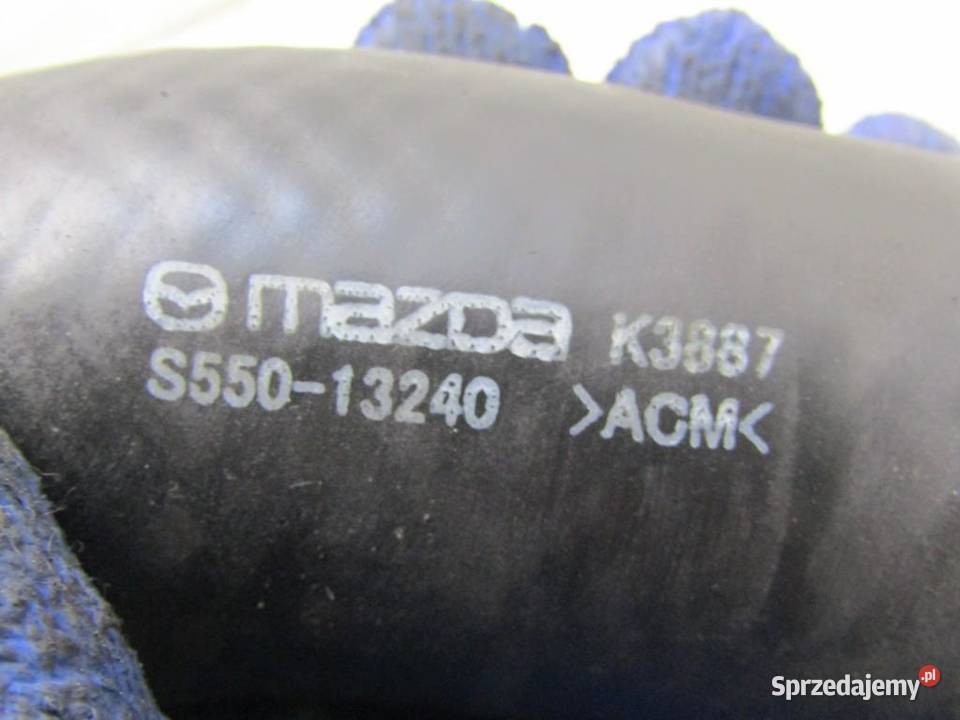 mazda K3887
S550-13240 >ACM<
Sprzedajemy.pl